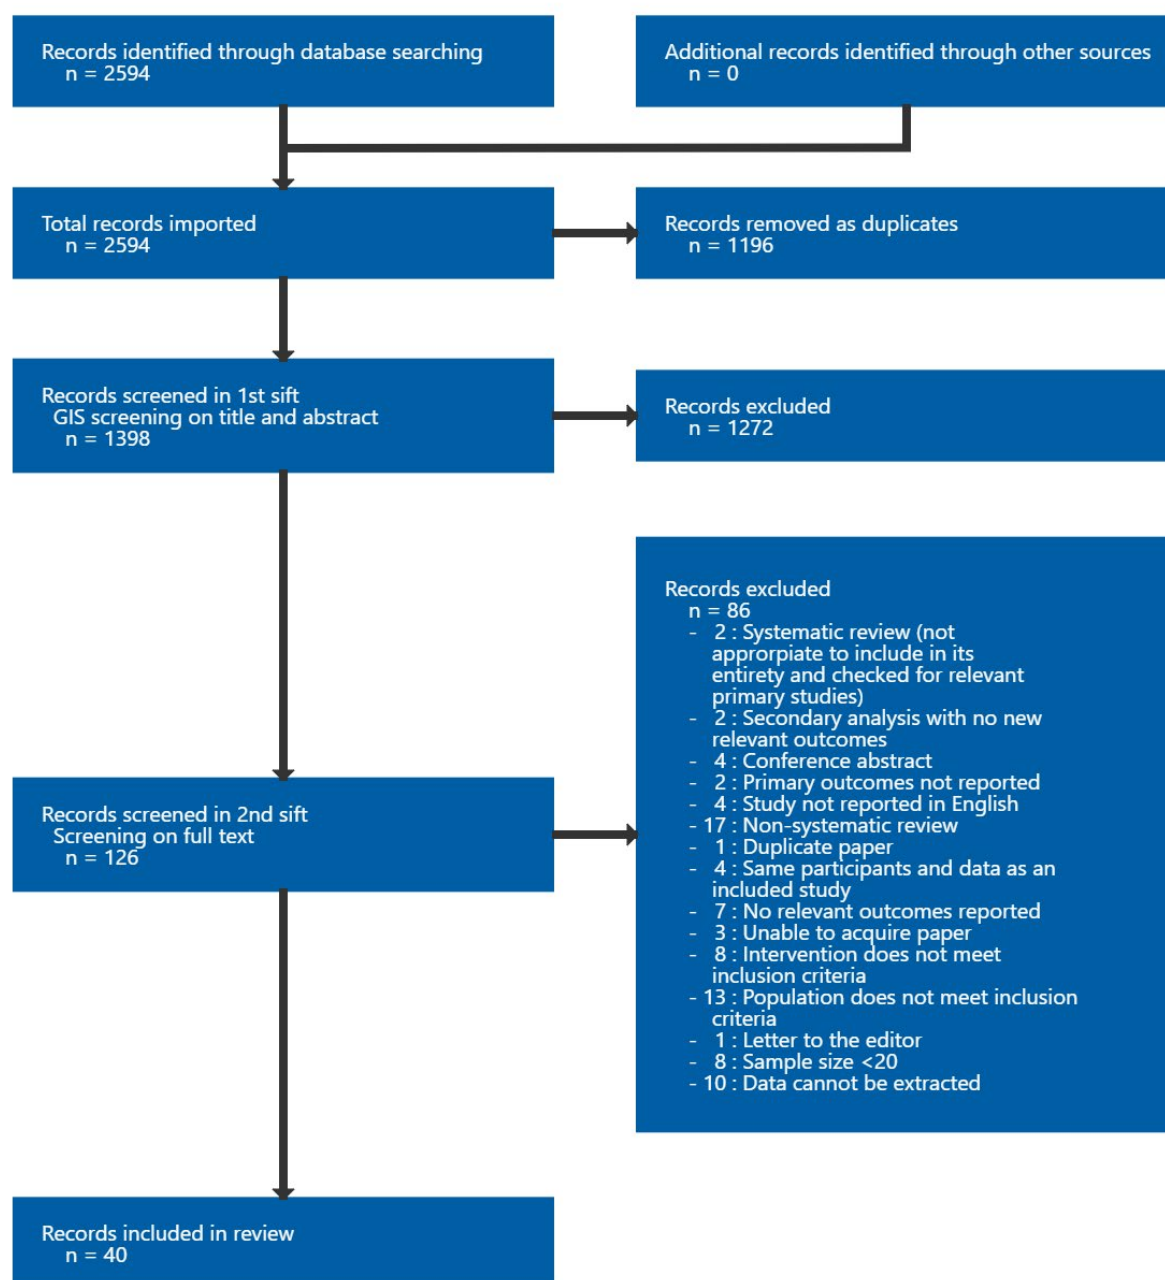 Records identified through database searching
n = 2594
Additional records identified through other sources
n = 0
Total records imported
n = 2594
Records removed as duplicates
n = 1196
Records screened in 1st sift
GIS screening on title and abstract
n = 1398
Records excluded
n = 1272
Records screened in 2nd sift
Screening on full text
n = 126
Records excluded
n = 86
- 2 : Systematic review (not
approrpiate to include in its
entirety and checked for relevant
primary studies)
- 2 : Secondary analysis with no new
relevant outcomes
- 4 : Conference abstract
- 2 : Primary outcomes not reported
- 4 : Study not reported in English
- 17 : Non-systematic review
- 1 : Duplicate paper
- 4 : Same participants and data as an
included study
- 7 : No relevant outcomes reported
- 3 : Unable to acquire paper
- 8 : Intervention does not meet
inclusion criteria
- 13 : Population does not meet inclusion
criteria
- 1 : Letter to the editor
- 8 : Sample size <20
- 10 : Data cannot be extracted
Records included in review
n = 40